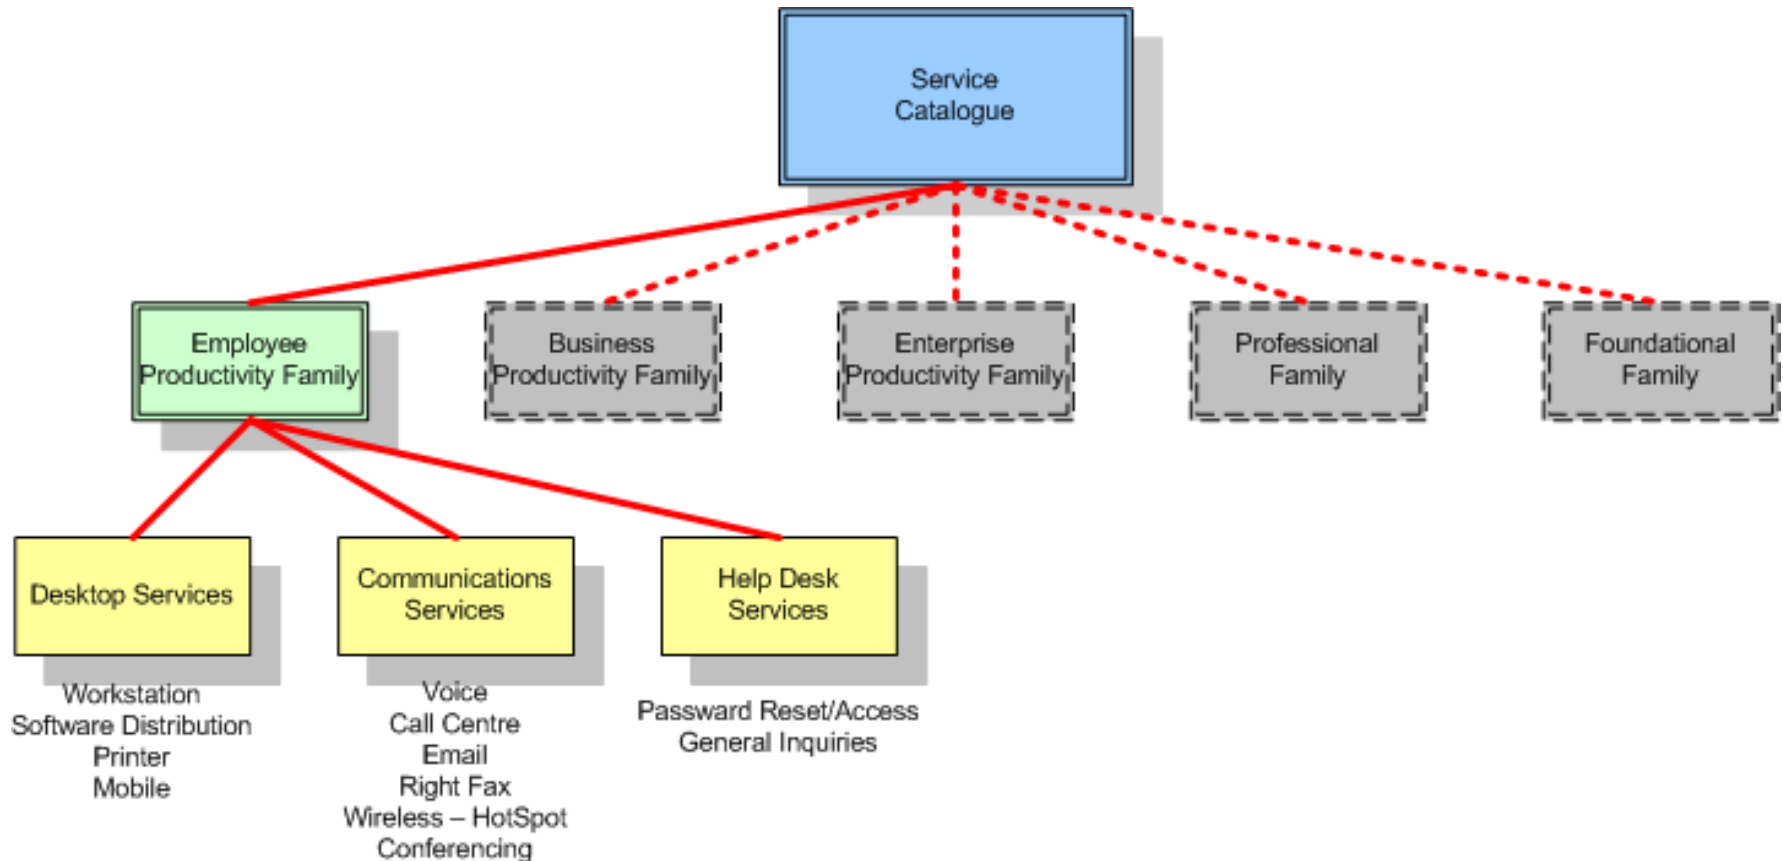 Service
Catalogue
Employee
Productivity Family
Business
Productivity Family
Enterprise
Productivity Family
Professional
Family
Foundational
Family
Desktop Services
Communications
Services
Help Desk
Services
Workstation
Software Distribution
Printer
Mobile
Voice
Call Centre
Email
Right Fax
Wireless – HotSpot
Conferencing
Passward Reset/Access
General Inquiries